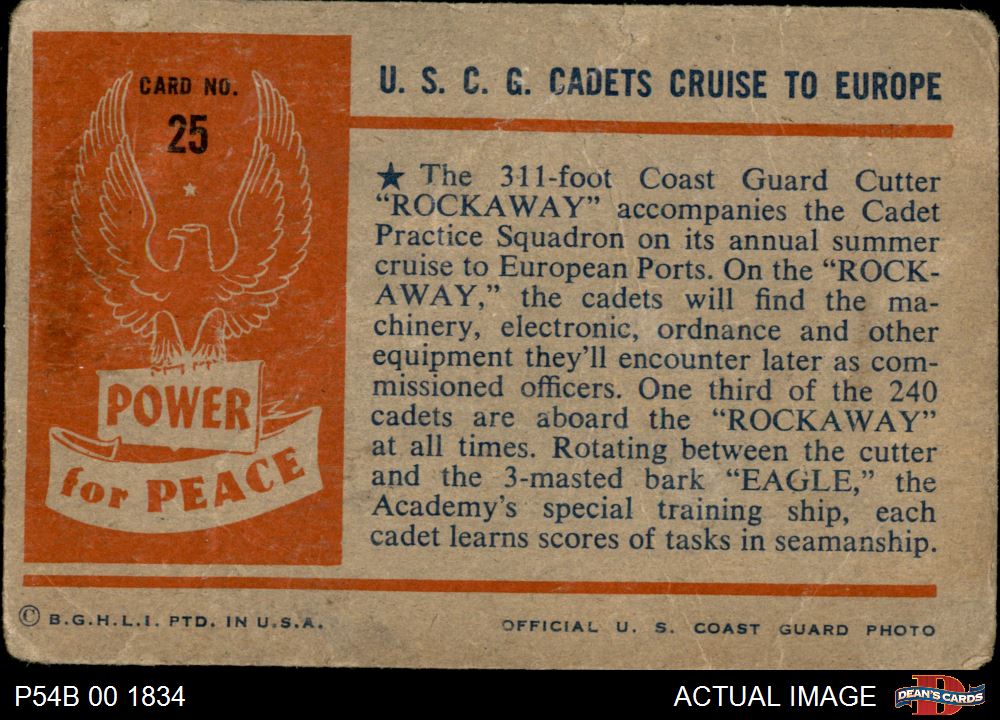 CARD NO.
25
POWER
for PEACE
U. S. C. G. CADETS CRUISE TO EUROPE
★ The 311-foot Coast Guard Cutter
“ROCKAWAY” accompanies the Cadet
Practice Squadron on its annual summer
cruise to European Ports. On the “ROCK-
AWAY,” the cadets will find the ma-
chinery, electronic, ordnance and other
equipment they’ll encounter later as com-
missioned officers. One third of the 240
cadets are aboard the “ROCKAWAY”
at all times. Rotating between the cutter
and the 3-masted bark “EAGLE,” the
Academy’s special training ship, each
cadet learns scores of tasks in seamanship.
© B.G.H.L.I. PTD. IN U.S.A.
OFFICIAL U. S. COAST GUARD PHOTO
P54B 00 1834
ACTUAL IMAGE
DEAN'S CARDS